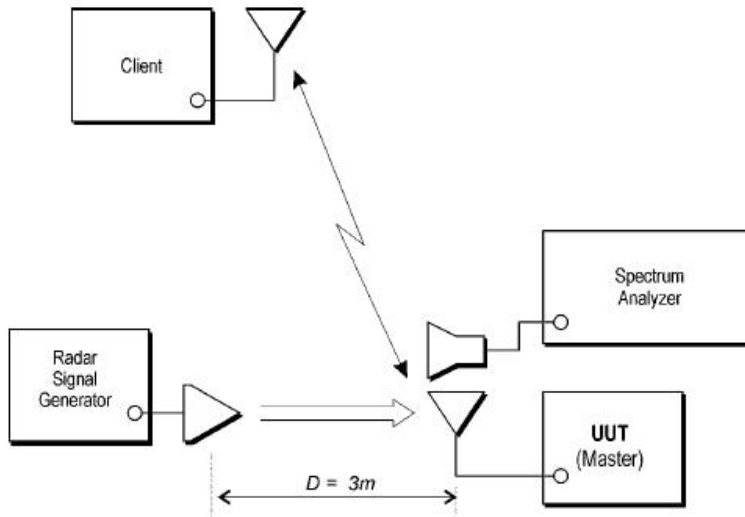 Client
Spectrum
Analyzer
Radar
Signal
Generator
UUT
(Master)
D = 3m